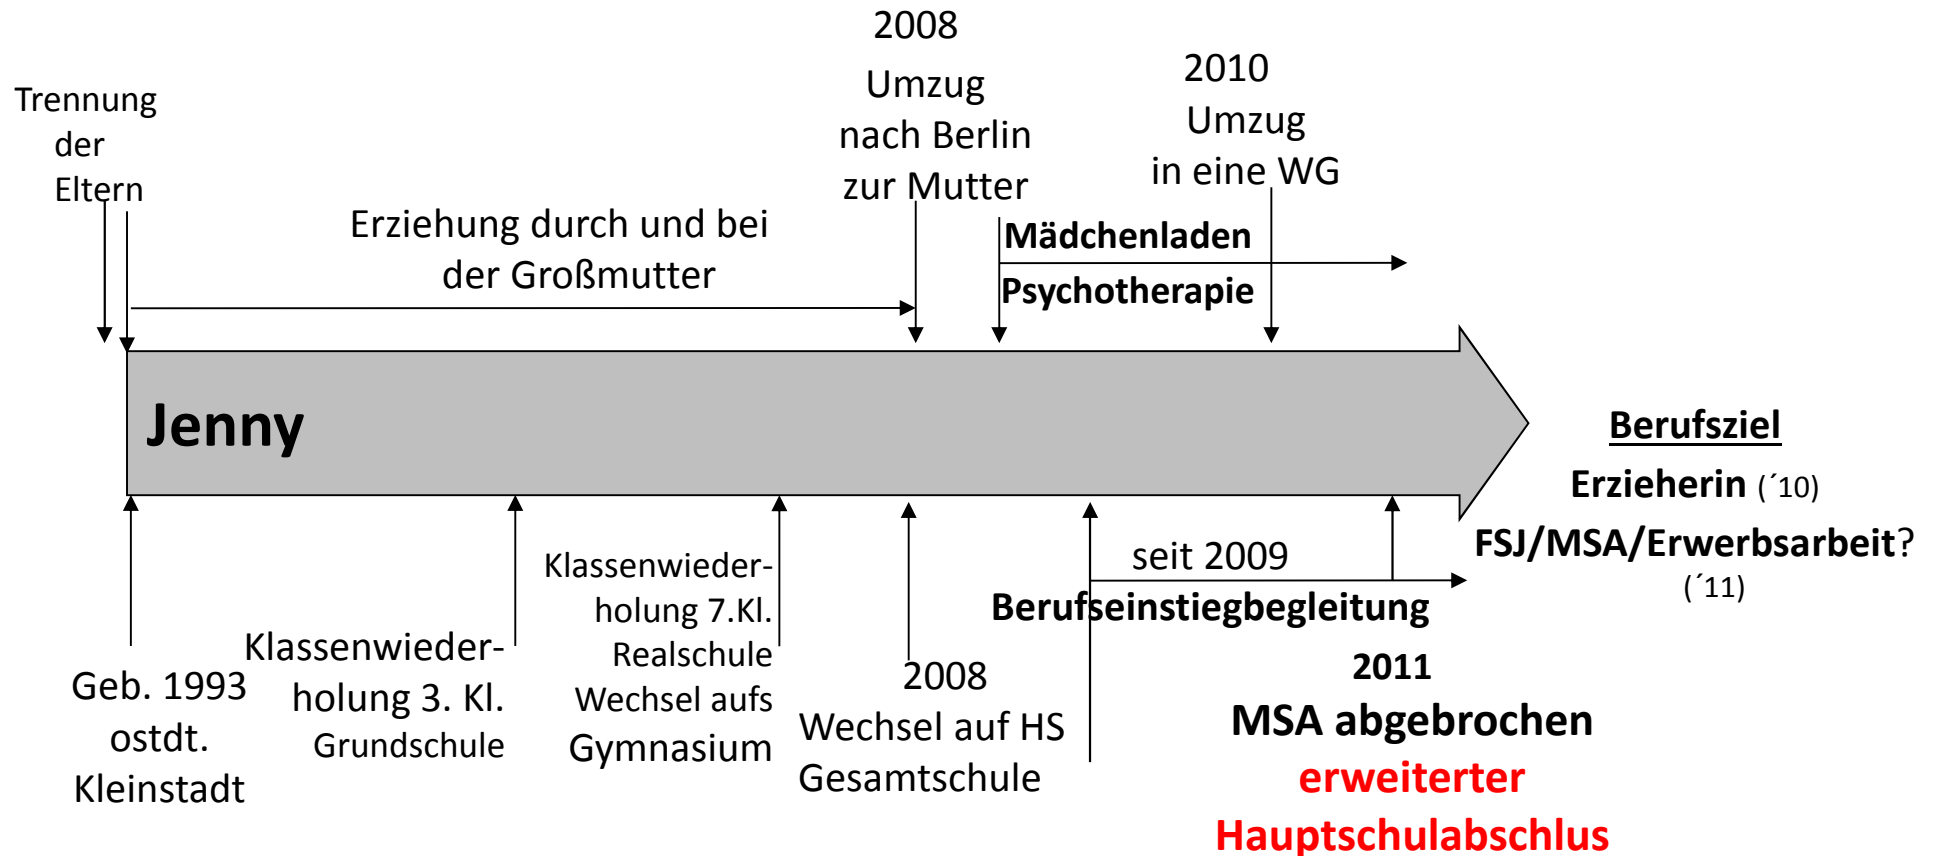 Trennung
der
Eltern
Erziehung durch und bei
der Großmutter
2008
Umzug
nach Berlin
zur Mutter
Mädchenladen
Psychotherapie
2010
Umzug
in eine WG
Jenny
Geb. 1993
ostdt.
Kleinstadt
Klassenwieder-
holung 3. Kl.
Grundschule
Klassenwieder-
holung 7.Kl.
Realschule
Wechsel aufs
Gymnasium
2008
Wechsel auf HS
Gesamtschule
seit 2009
Berufseinstiegbegleitung
2011
MSA abgebrochen
erweiterter
Hauptschulabschlus
Berufsziel
Erzieherin (´10)
FSJ/MSA/Erwerbsarbeit?
(´11)